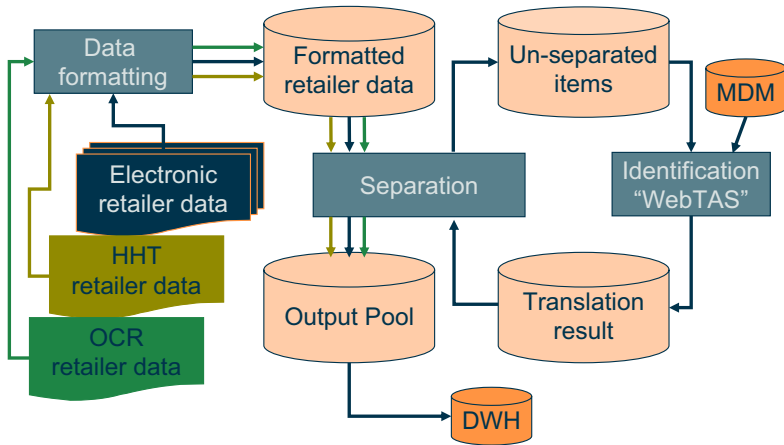 Data
formatting
Formatted
retailer data
Un-separated
items
MDM
Electronic
retailer data
Separation
Identification
“WebTAS”
HHT
retailer data
Output Pool
Translation
result
OCR
retailer data
DWH